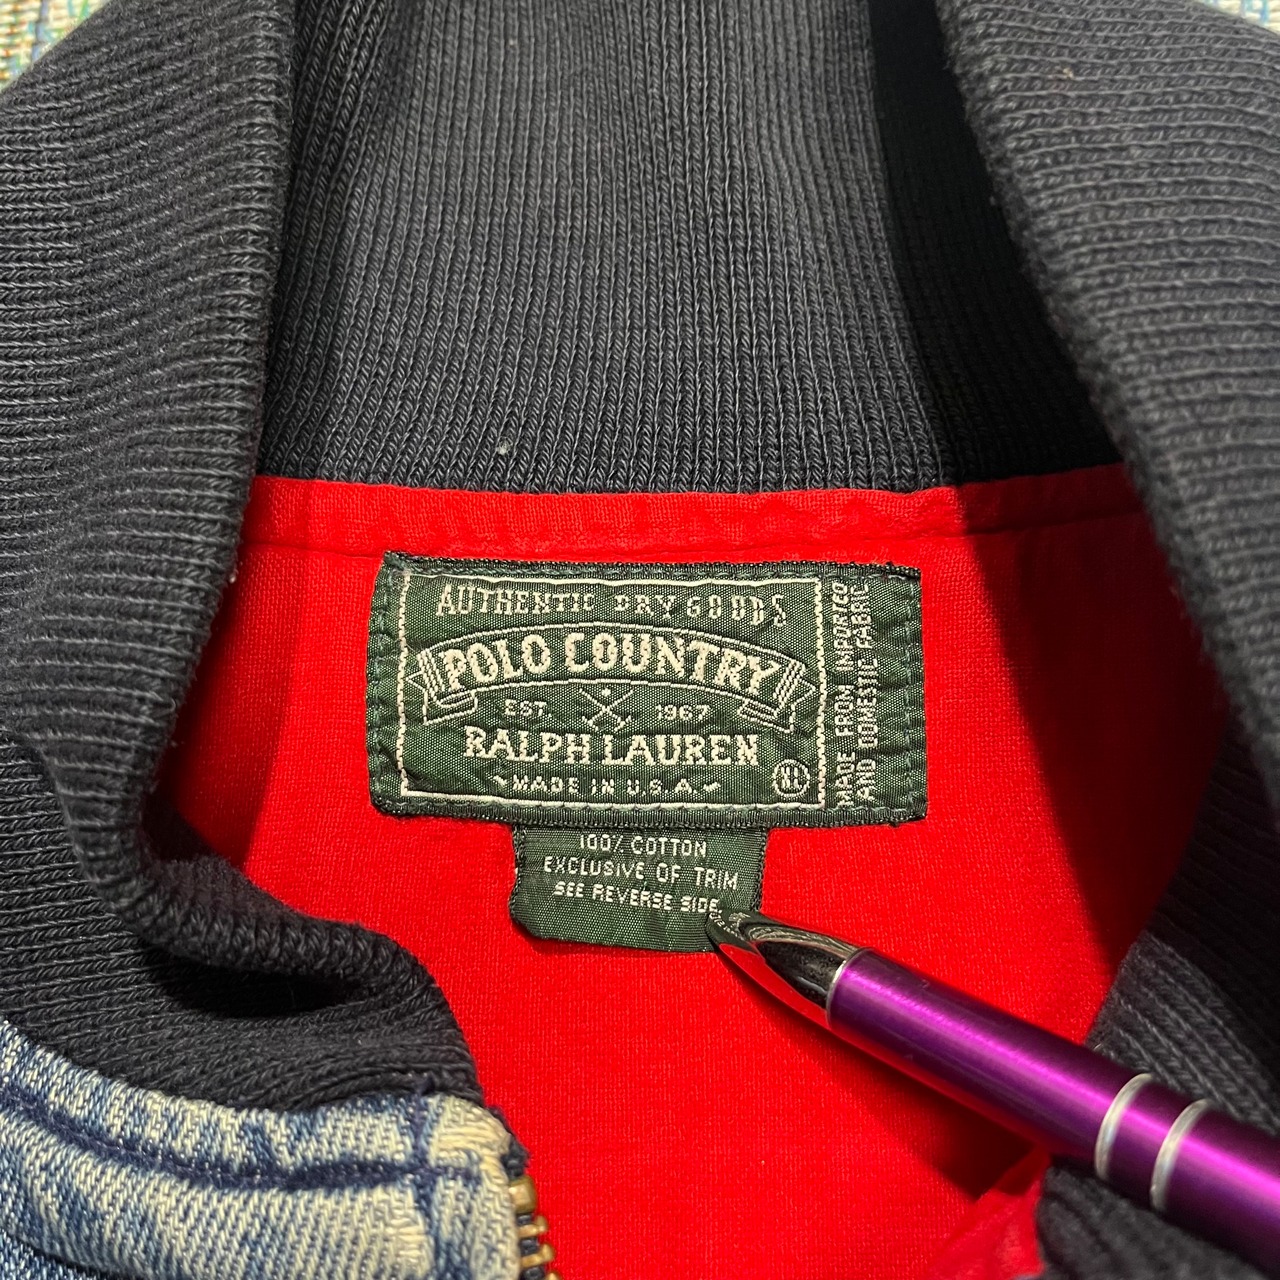 AUTHENTIC DRY GOODS
POLO COUNTRY
EST. 1967
RALPH LAUREN
~MADE IN U.S.A.~
XL
MADE FROM IMPORTED
AND DOMESTIC FABRIC
100% COTTON
EXCLUSIVE OF TRIM
SEE REVERSE SIDE